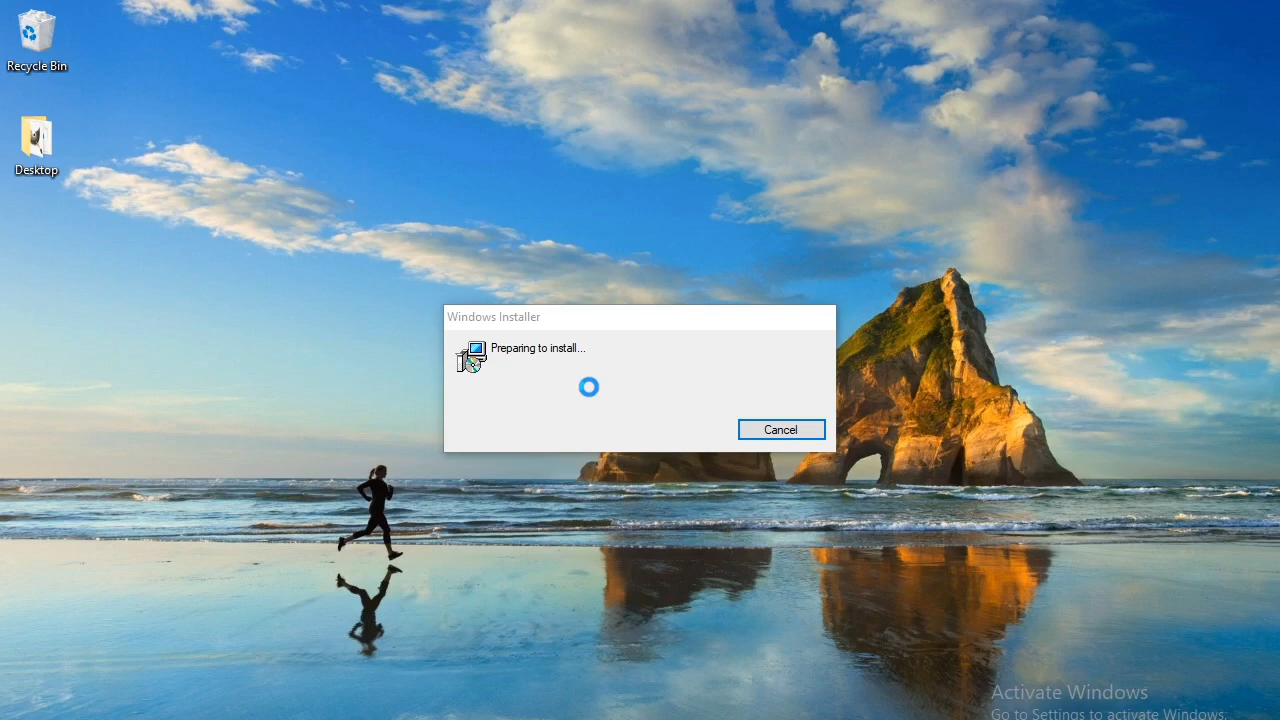 Recycle Bin
Desktop
Windows Installer
Preparing to install...
Cancel
Activate Windows
Go to Settings to activate Windows.